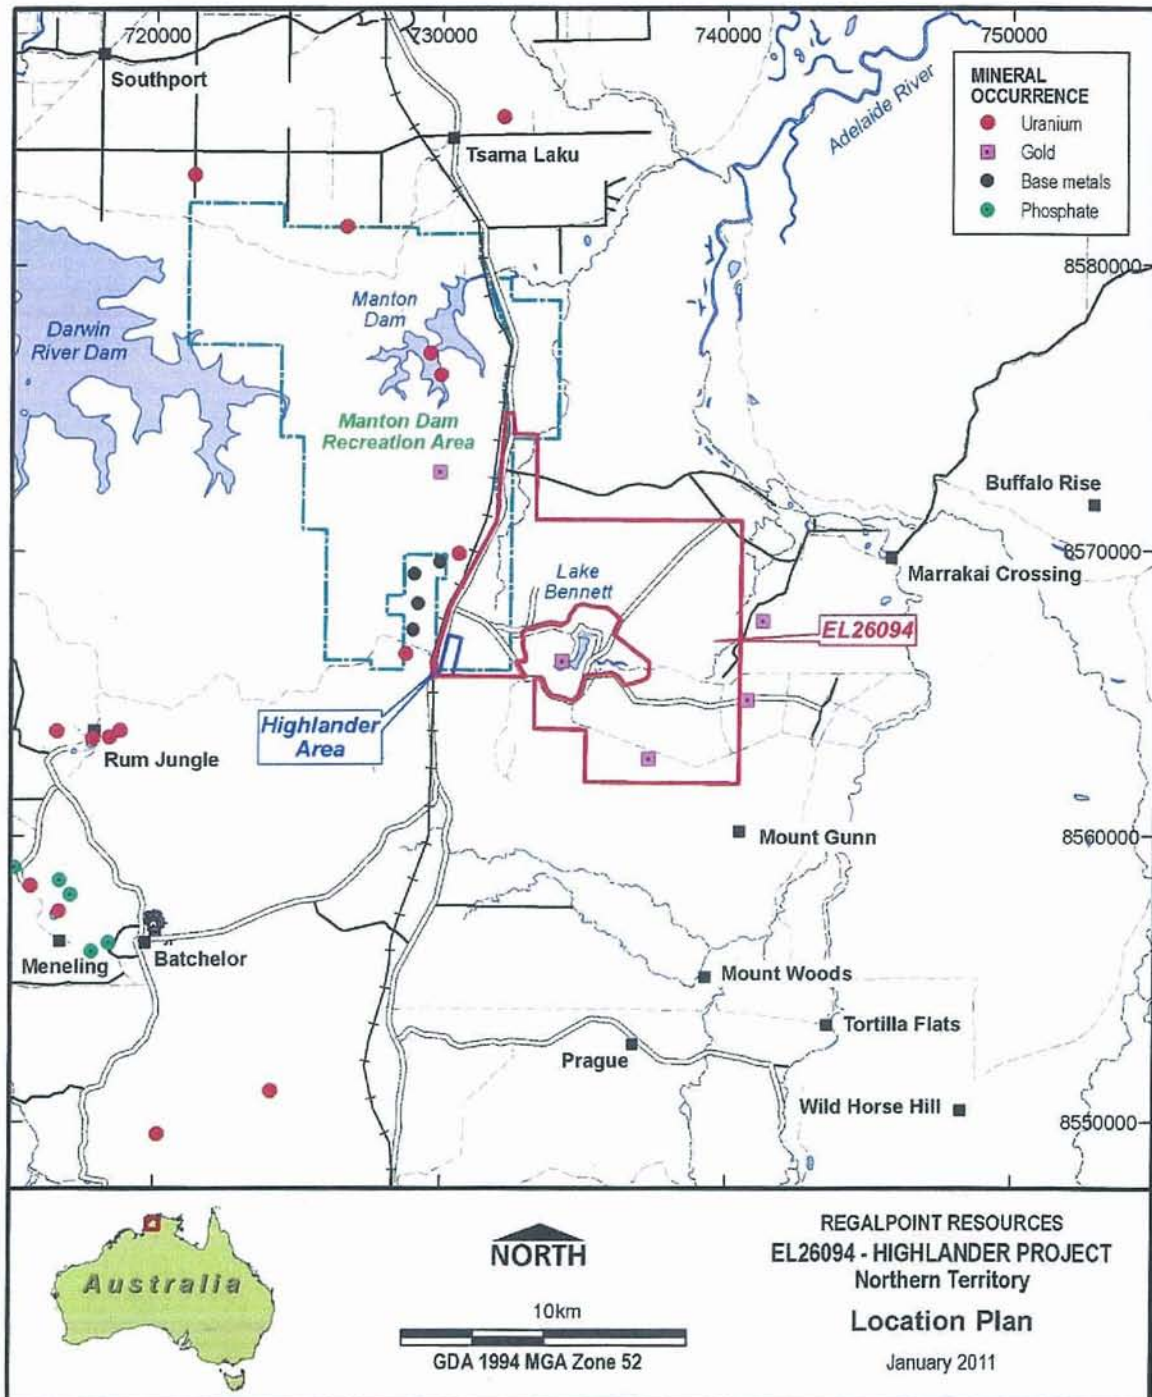 720000
730000
740000
750000
Southport
Tsama Laku
Adelaide River
MINERAL
OCCURRENCE
Uranium
Gold
Base metals
Phosphate
8580000
Manton
Dam
Darwin
River Dam
Manton Dam
Recreation Area
Buffalo Rise
8570000
Marrakai Crossing
Lake
Bennett
EL26094
Highlander
Area
Rum Jungle
8560000
Mount Gunn
Meneling
Batchelor
Mount Woods
Tortilla Flats
Prague
Wild Horse Hill
8550000
Australia
NORTH
10km
GDA 1994 MGA Zone 52
REGALPOINT RESOURCES
EL26094 - HIGHLANDER PROJECT
Northern Territory
Location Plan
January 2011